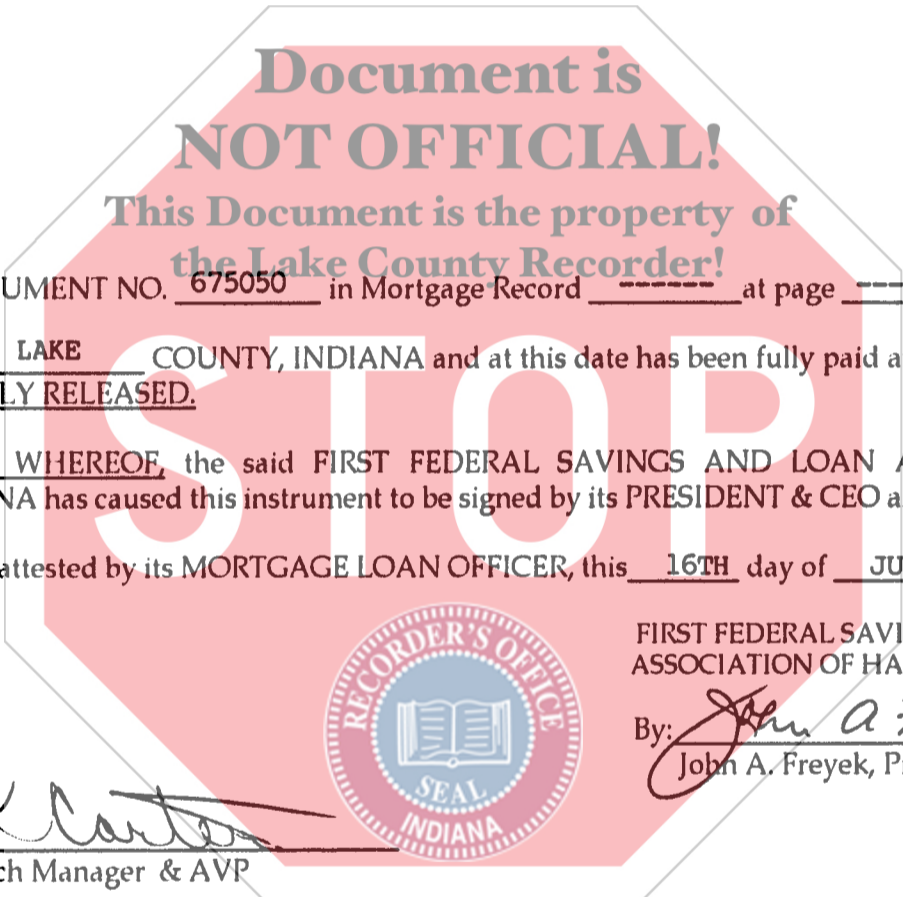 Document is
NOT OFFICIAL!
This Document is the property of
the Lake County Recorder!
UMENT NO. 675050 in Mortgage Record ------- at page --
LAKE COUNTY, INDIANA and at this date has been fully paid a
LY RELEASED.
STOP
WHEREOF, the said FIRST FEDERAL SAVINGS AND LOAN A
NA has caused this instrument to be signed by its PRESIDENT & CEO a
attested by its MORTGAGE LOAN OFFICER, this 16TH day of JU
FIRST FEDERAL SAVI
ASSOCIATION OF HA
RECORDER'S OFFICE
SEAL
INDIANA
By: John A
John A. Freyek, P
K Carter
ch Manager & AVP